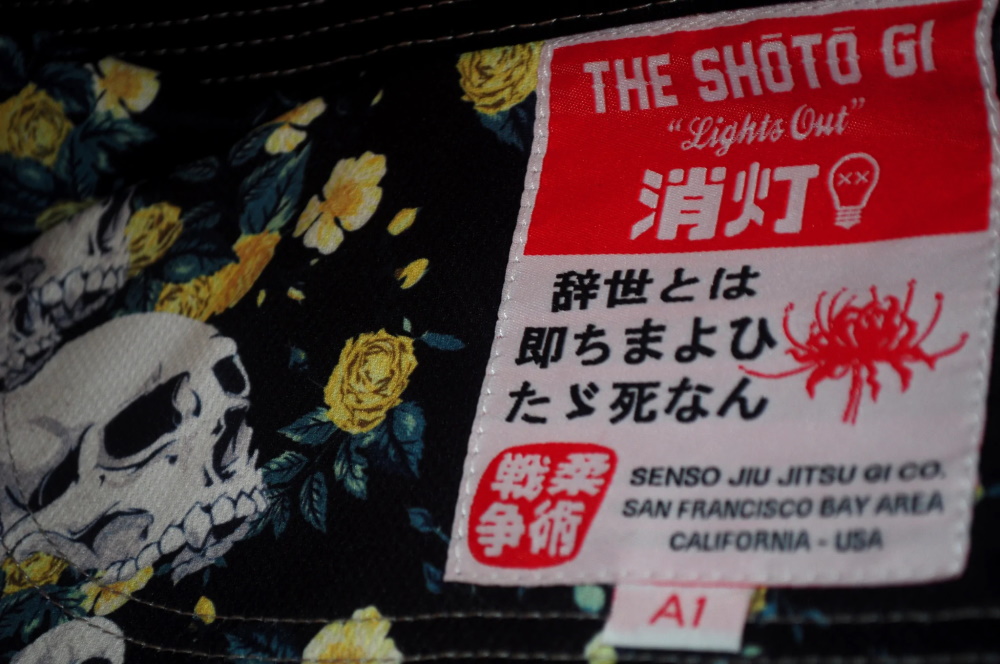 THE SHŌTŌ GI
“Lights Out”
消灯
辞世とは
即ちまよひ
たゞ死なん
戦柔
争術
SENSO JIU JITSU GI CO.
SAN FRANCISCO BAY AREA
CALIFORNIA - USA
A1